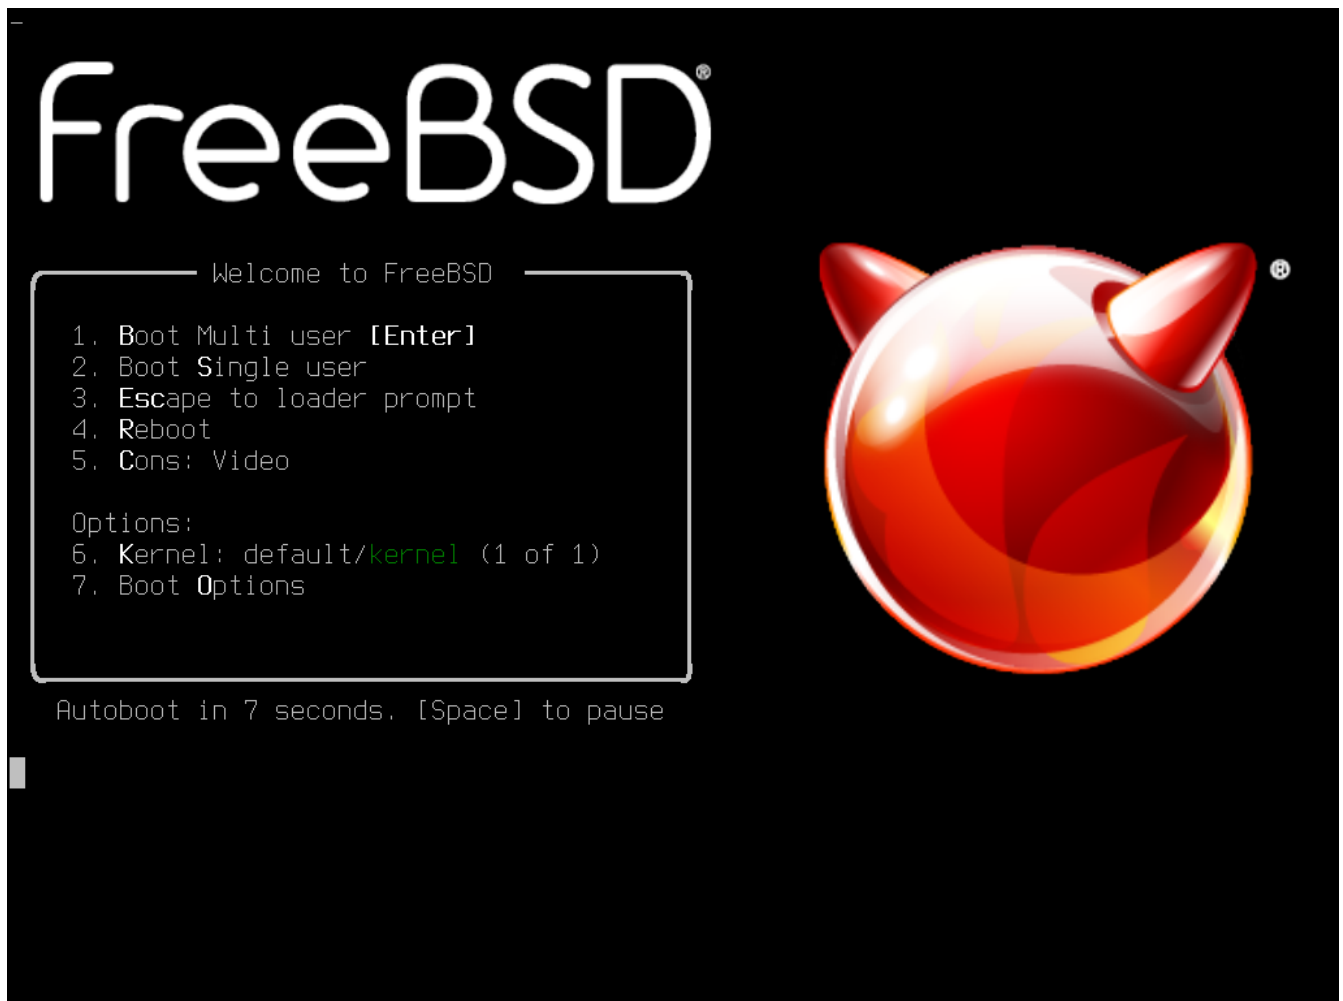 FreeBSD®
Welcome to FreeBSD
1. Boot Multi user [Enter]
2. Boot Single user
3. Escape to loader prompt
4. Reboot
5. Cons: Video
Options:
6. Kernel: default/kernel (1 of 1)
7. Boot Options
Autoboot in 7 seconds. [Space] to pause
®